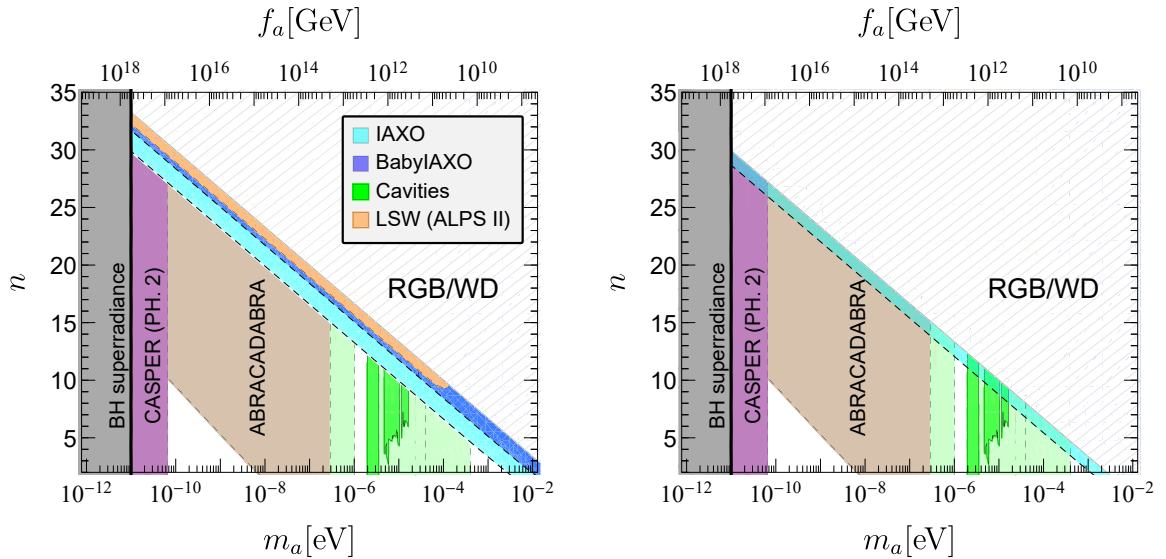 f_a[GeV]
10^18 10^16 10^14 10^12 10^10
35
30
25
20
15
10
5
n
IAXO
BabyIAXO
Cavities
LSW (ALPS II)
RGB/WD
BH superradiance
CASPER (PH. 2)
ABRACADABRA
10^-12 10^-10 10^-8 10^-6 10^-4 10^-2
m_a[eV]
f_a[GeV]
10^18 10^16 10^14 10^12 10^10
35
30
25
20
15
10
5
n
RGB/WD
BH superradiance
CASPER (PH. 2)
ABRACADABRA
10^-12 10^-10 10^-8 10^-6 10^-4 10^-2
m_a[eV]